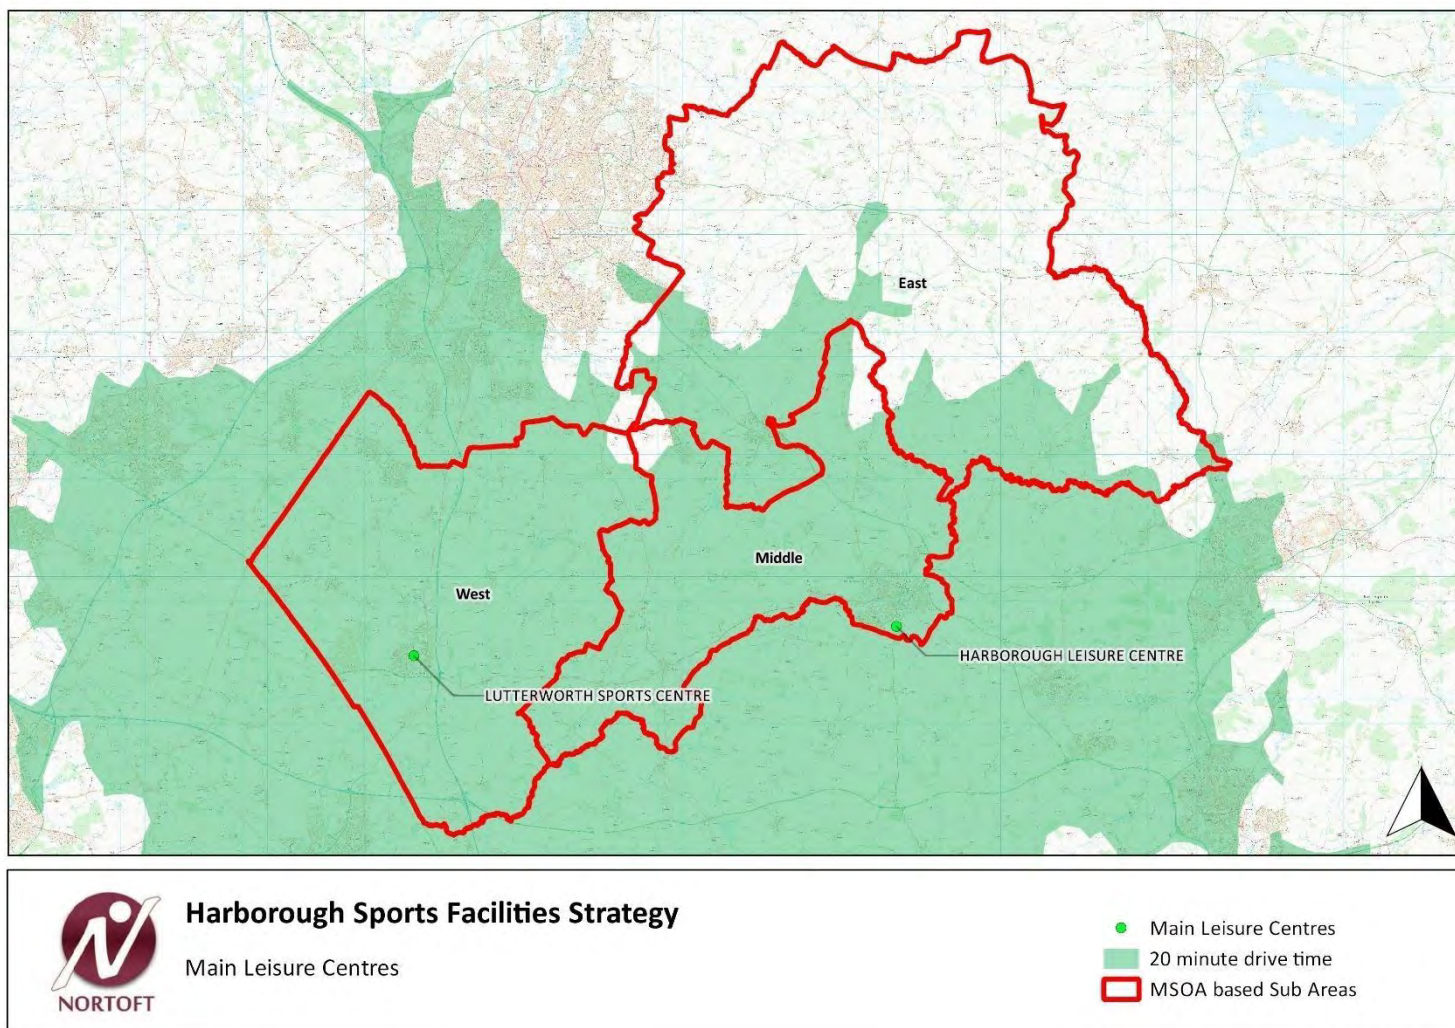 East
Middle
West
HARBOROUGH LEISURE CENTRE
LUTTERWORTH SPORTS CENTRE
Harborough Sports Facilities Strategy
Main Leisure Centres
NORTOFT
Main Leisure Centres
20 minute drive time
MSOA based Sub Areas